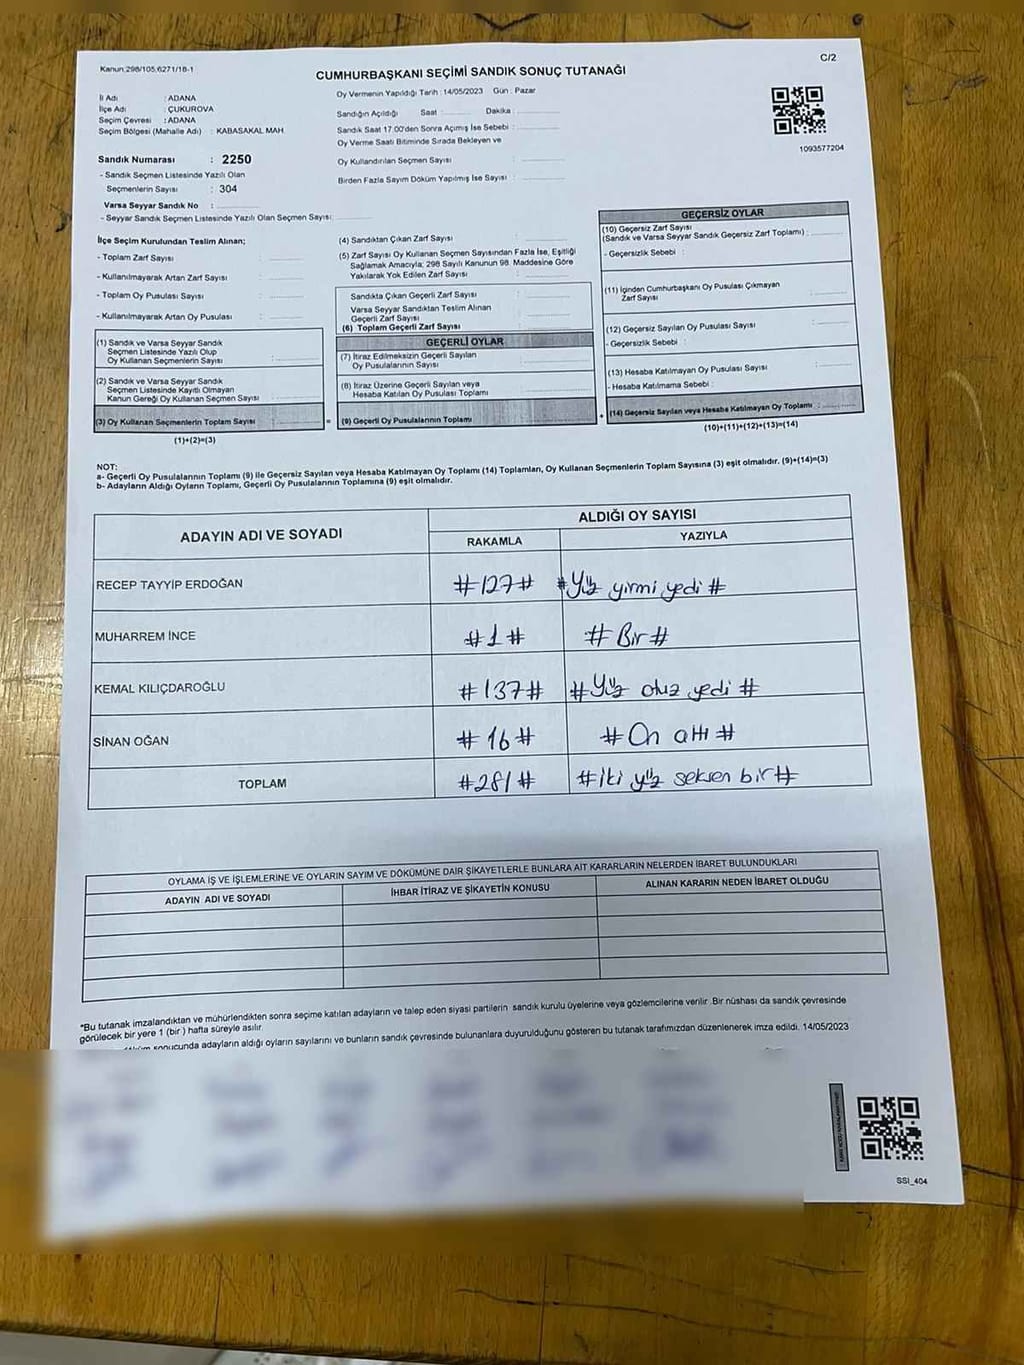 Kanun:298/105,6271/18-1
C/2
CUMHURBAŞKANI SEÇİMİ SANDIK SONUÇ TUTANAĞI
İl Adı : ADANA
İlçe Adı : ÇUKUROVA
Seçim Çevresi : ADANA
Seçim Bölgesi (Mahalle Adı) : KABASAKAL MAH
Sandık Numarası : 2250
- Sandık Seçmen Listesinde Yazılı Olan
Seçmenlerin Sayısı : 304
Varsa Seyyar Sandık No :
- Seyyar Sandık Seçmen Listesinde Yazılı Olan Seçmen Sayısı:
Oy Vermenin Yapıldığı Tarih : 14/05/2023 Gün : Pazar
Sandığın Açıldığı Saat : Dakika :
Sandık Saat 17.00'den Sonra Açımış İse Sebebi :
Oy Verme Saati Bitiminde Sırada Bekleyen ve
Oy Kullandırılan Seçmen Sayısı :
Birden Fazla Sayım Döküm Yapılmış İse Sayısı :
1093577204
İlçe Seçim Kurulundan Teslim Alınan;
- Toplam Zarf Sayısı :
- Kullanılmayarak Artan Zarf Sayısı :
- Toplam Oy Pusulası Sayısı :
- Kullanılmayarak Artan Oy Pusulası :
(1) Sandık ve Varsa Seyyar Sandık
Seçmen Listesinde Yazılı Olup
Oy Kullanan Seçmenlerin Sayısı :
(2) Sandık ve Varsa Seyyar Sandık
Seçmen Listesinde Kayıtlı Olmayan
Kanun Gereği Oy Kullanan Seçmen Sayısı :
(3) Oy Kullanan Seçmenlerin Toplam Sayısı :
(1)+(2)=(3)
(4) Sandıktan Çıkan Zarf Sayısı :
(5) Zarf Sayısı Oy Kullanan Seçmen Sayısından Fazla İse, Eşitliği
Sağlamak Amacıyla; 298 Sayılı Kanunun 98. Maddesine Göre
Yakılarak Yok Edilen Zarf Sayısı :
Sandıkta Çıkan Geçerli Zarf Sayısı :
Varsa Seyyar Sandıktan Teslim Alınan
Geçerli Zarf Sayısı :
(6) Toplam Geçerli Zarf Sayısı :
GEÇERLİ OYLAR
(7) İtiraz Edilmeksizin Geçerli Sayılan
Oy Pusulalarının Sayısı :
(8) İtiraz Üzerine Geçerli Sayılan veya
Hesaba Katılan Oy Pusulası Toplamı :
= (9) Geçerli Oy Pusulalarının Toplamı :
GEÇERSİZ OYLAR
(10) Geçersiz Zarf Sayısı
(Sandık ve Varsa Seyyar Sandık Geçersiz Zarf Toplamı) :
- Geçersizlik Sebebi :
(11) İçinden Cumhurbaşkanı Oy Pusulası Çıkmayan
Zarf Sayısı :
(12) Geçersiz Sayılan Oy Pusulası Sayısı :
- Geçersizlik Sebebi :
(13) Hesaba Katılmayan Oy Pusulası Sayısı :
- Hesaba Katılmama Sebebi :
+ (14) Geçersiz Sayılan veya Hesaba Katılmayan Oy Toplamı :
(10)+(11)+(12)+(13)=(14)
NOT:
a- Geçerli Oy Pusulalarının Toplamı (9) ile Geçersiz Sayılan veya Hesaba Katılmayan Oy Toplamı (14) Toplamları, Oy Kullanan Seçmenlerin Toplam Sayısına (3) eşit olmalıdır. (9)+(14)=(3)
b- Adayların Aldığı Oyların Toplamı, Geçerli Oy Pusulalarının Toplamına (9) eşit olmalıdır.
ADAYIN ADI VE SOYADI
ALDIĞI OY SAYISI
RAKAMLA YAZIYLA
RECEP TAYYİP ERDOĞAN #127# #Yüz yirmi yedi#
MUHARREM İNCE #1# #Bir#
KEMAL KILIÇDAROĞLU #137# #Yüz otuz yedi#
SİNAN OĞAN #16# #On altı#
TOPLAM #281# #İki yüz seksen bir#
OYLAMA İŞ VE İŞLEMLERİNE VE OYLARIN SAYIM VE DÖKÜMÜNE DAİR ŞİKAYETLERLE BUNLARA AİT KARARLARIN NELERDEN İBARET BULUNDUKLARI
ADAYIN ADI VE SOYADI İHBAR İTİRAZ VE ŞİKAYETİN KONUSU ALINAN KARARIN NEDEN İBARET OLDUĞU
*Bu tutanak imzalandıktan ve mühürlendikten sonra seçime katılan adayların ve talep eden siyasi partilerin sandık kurulu üyelerine veya gözlemcilerine verilir .Bir nüshası da sandık çevresinde
görülecek bir yere 1 (bir ) hafta süreyle asılır.
sonucunda adayların aldığı oyların sayılarını ve bunların sandık çevresinde bulunanlara duyurulduğunu gösteren bu tutanak tarafımızdan düzenlenerek imza edildi. 14/05/2023
SSI_404